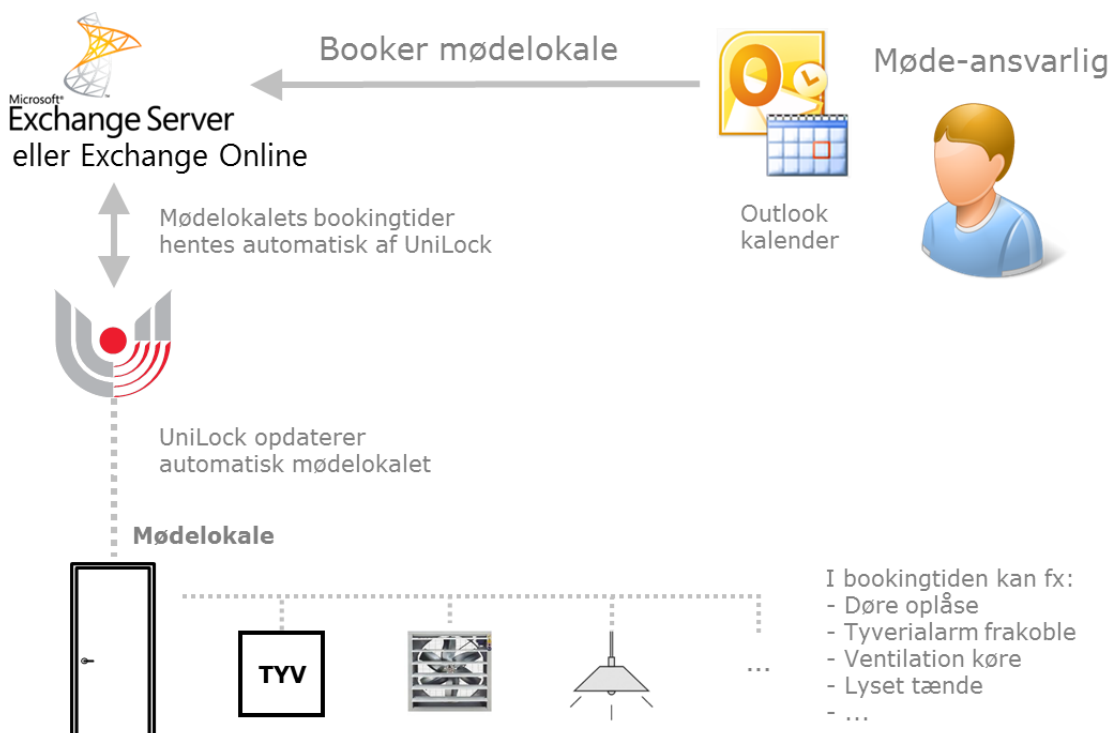 Booker mødelokale
Møde-ansvarlig
Microsoft®
Exchange Server
eller Exchange Online
Outlook
kalender
Mødelokalets bookingtider
hentes automatisk af UniLock
UniLock opdaterer
automatisk mødelokalet
Mødelokale
TYV
...
I bookingtiden kan fx:
- Døre oplåse
- Tyverialarm frakoble
- Ventilation køre
- Lyset tænde
- ...